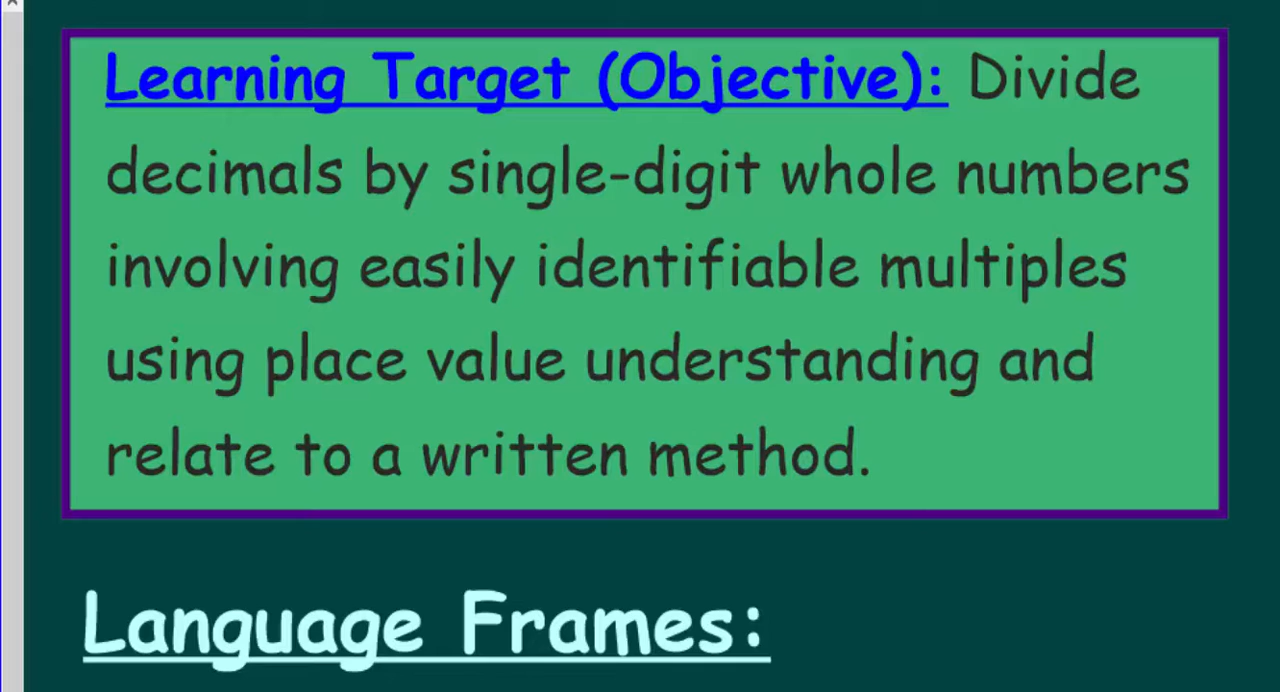 Learning Target (Objective): Divide
decimals by single-digit whole numbers
involving easily identifiable multiples
using place value understanding and
relate to a written method.
Language Frames: